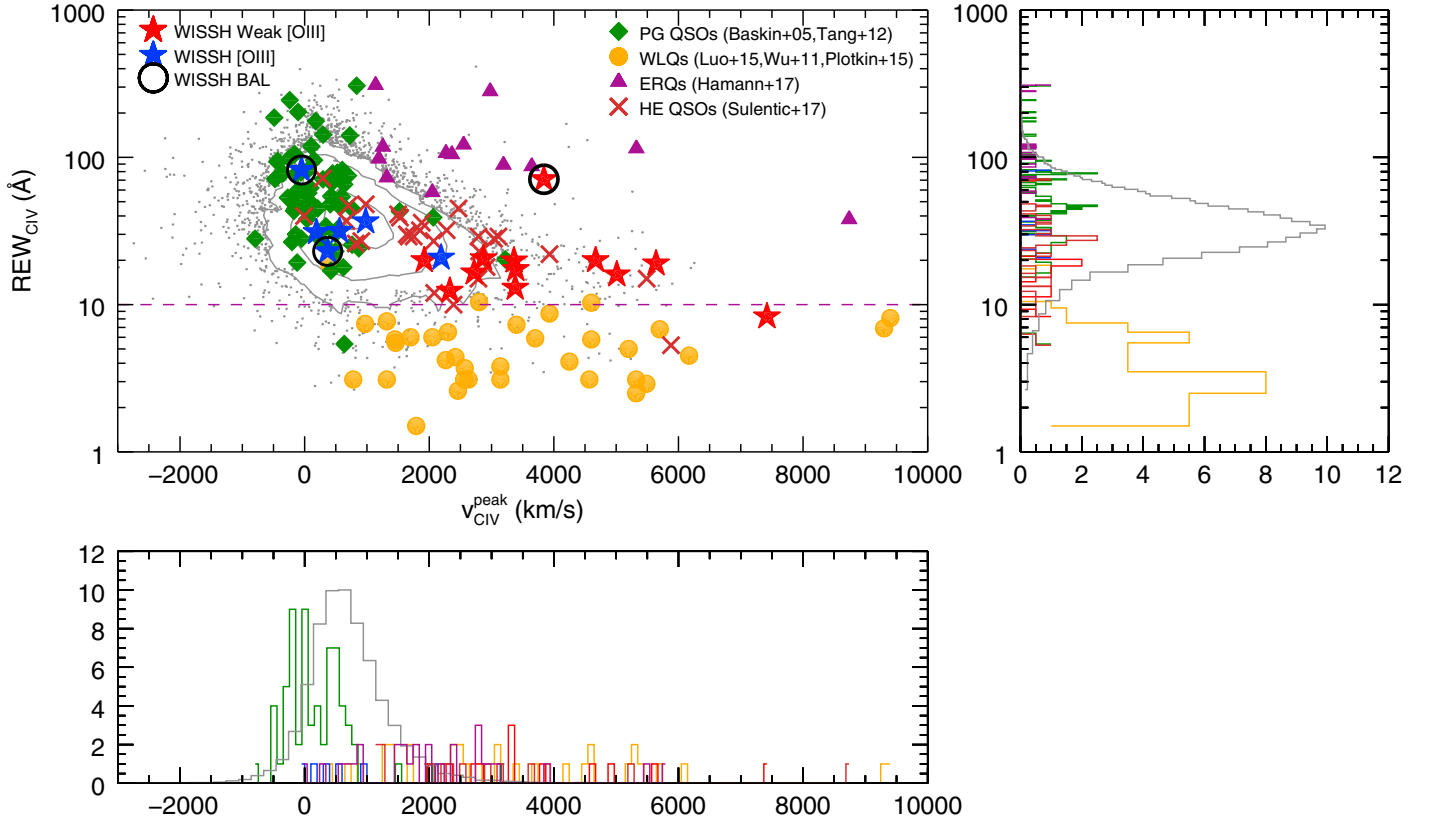 WISSH Weak [OIII]
WISSH [OIII]
WISSH BAL
PG QSOs (Baskin+05,Tang+12)
WLQs (Luo+15,Wu+11,Plotkin+15)
ERQs (Hamann+17)
HE QSOs (Sulentic+17)
1000
100
10
1
REW_CIV (Å)
−2000 0 2000 4000 6000 8000 10000
v_CIV^peak (km/s)
1000
100
10
1
0 2 4 6 8 10 12
12
10
8
6
4
2
0
−2000 0 2000 4000 6000 8000 10000